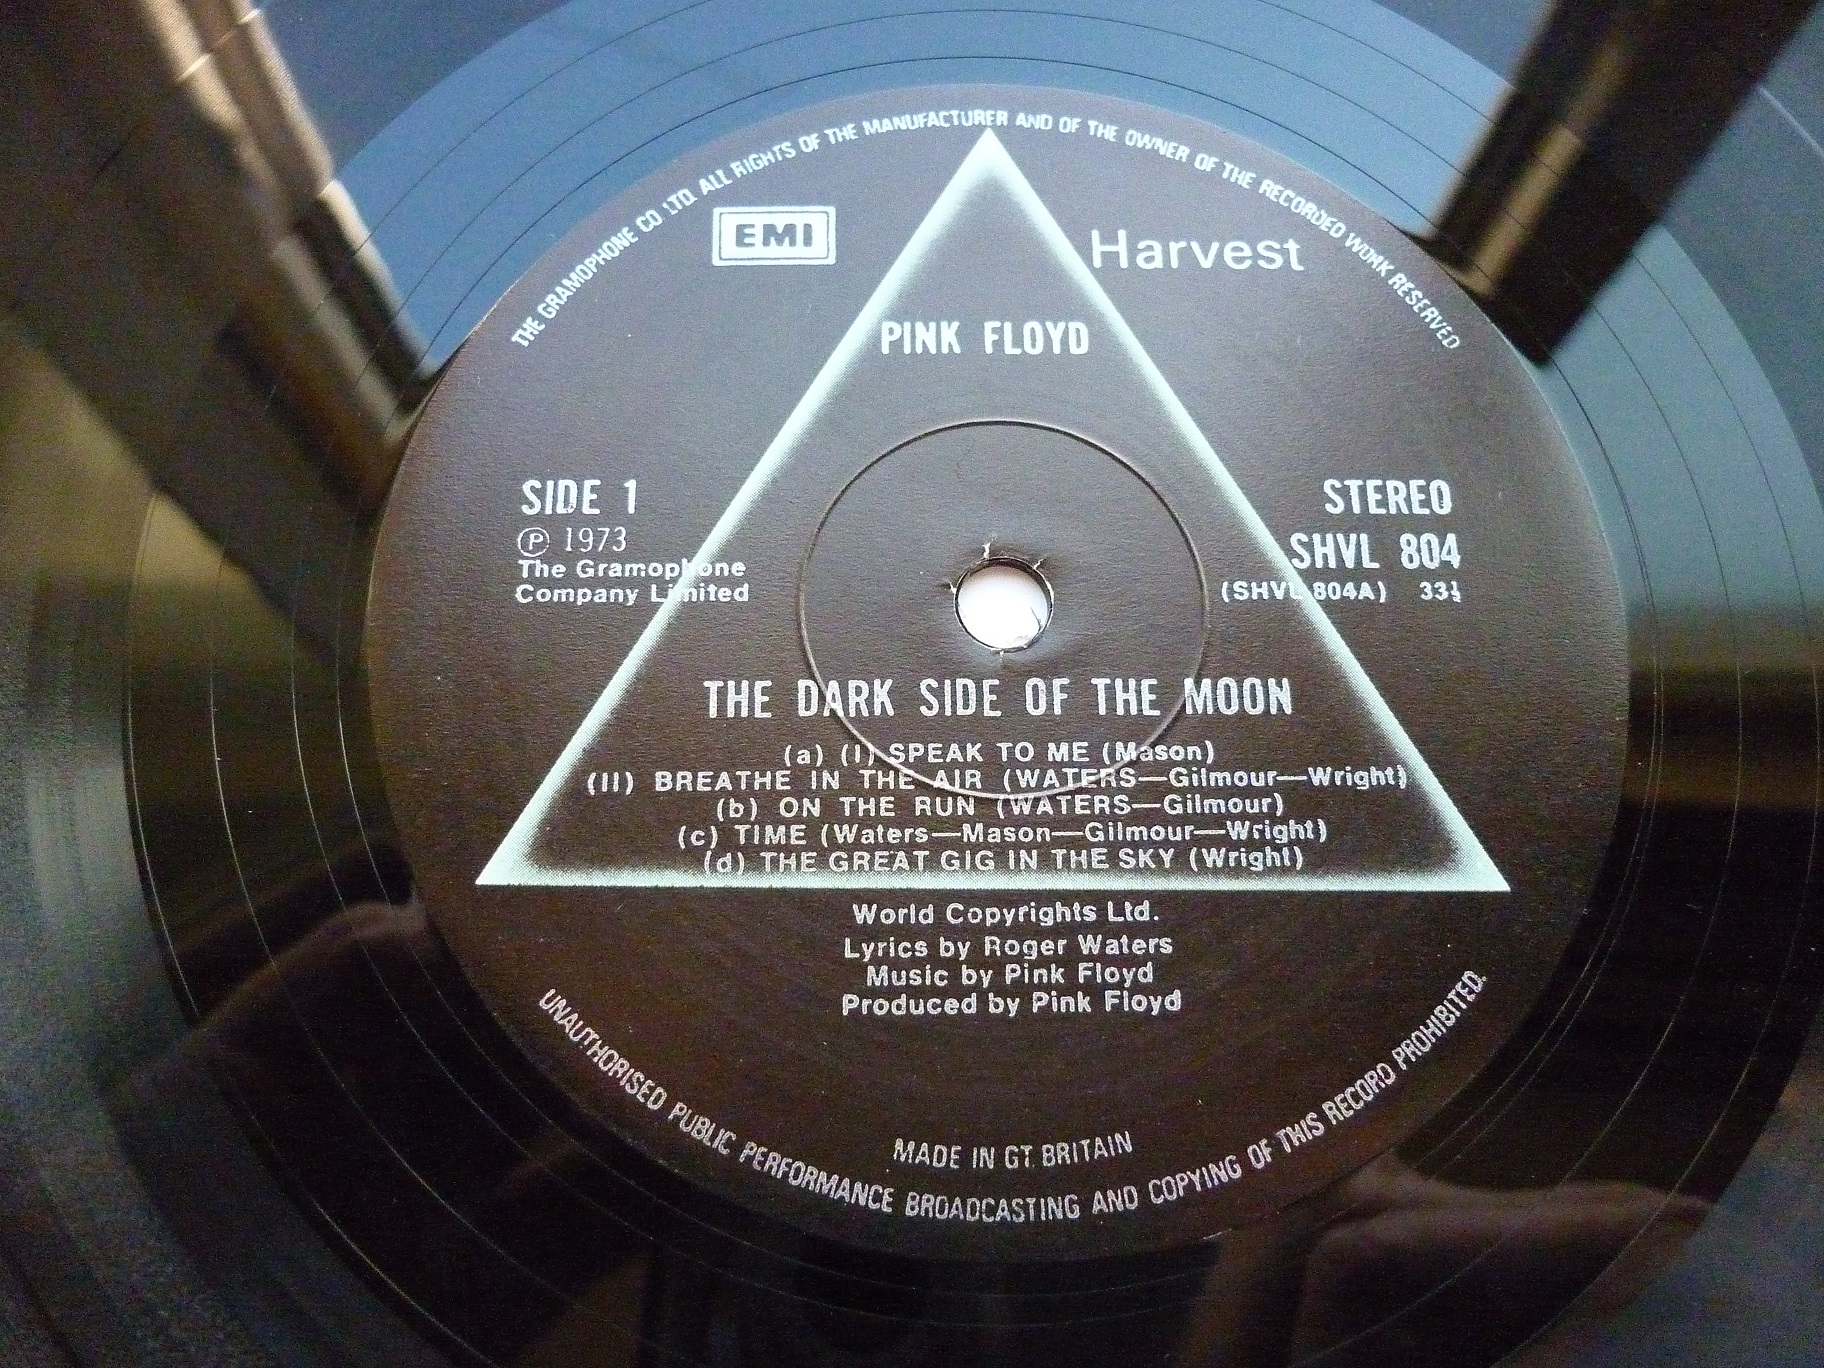 THE GRAMOPHONE CO LTD. ALL RIGHTS OF THE MANUFACTURER AND OF THE OWNER OF THE RECORDED WORK RESERVED
EMI
Harvest
PINK FLOYD
SIDE 1
STEREO
Ⓟ 1973
SHVL 804
The Gramophone
Company Limited
(SHVL 804A) 33⅓
THE DARK SIDE OF THE MOON
(a) (I) SPEAK TO ME (Mason)
(II) BREATHE IN THE AIR (WATERS—Gilmour—Wright)
(b) ON THE RUN (WATERS—Gilmour)
(c) TIME (Waters—Mason—Gilmour—Wright)
(d) THE GREAT GIG IN THE SKY (Wright)
World Copyrights Ltd.
Lyrics by Roger Waters
Music by Pink Floyd
Produced by Pink Floyd
MADE IN GT. BRITAIN
UNAUTHORISED PUBLIC PERFORMANCE BROADCASTING AND COPYING OF THIS RECORD PROHIBITED.